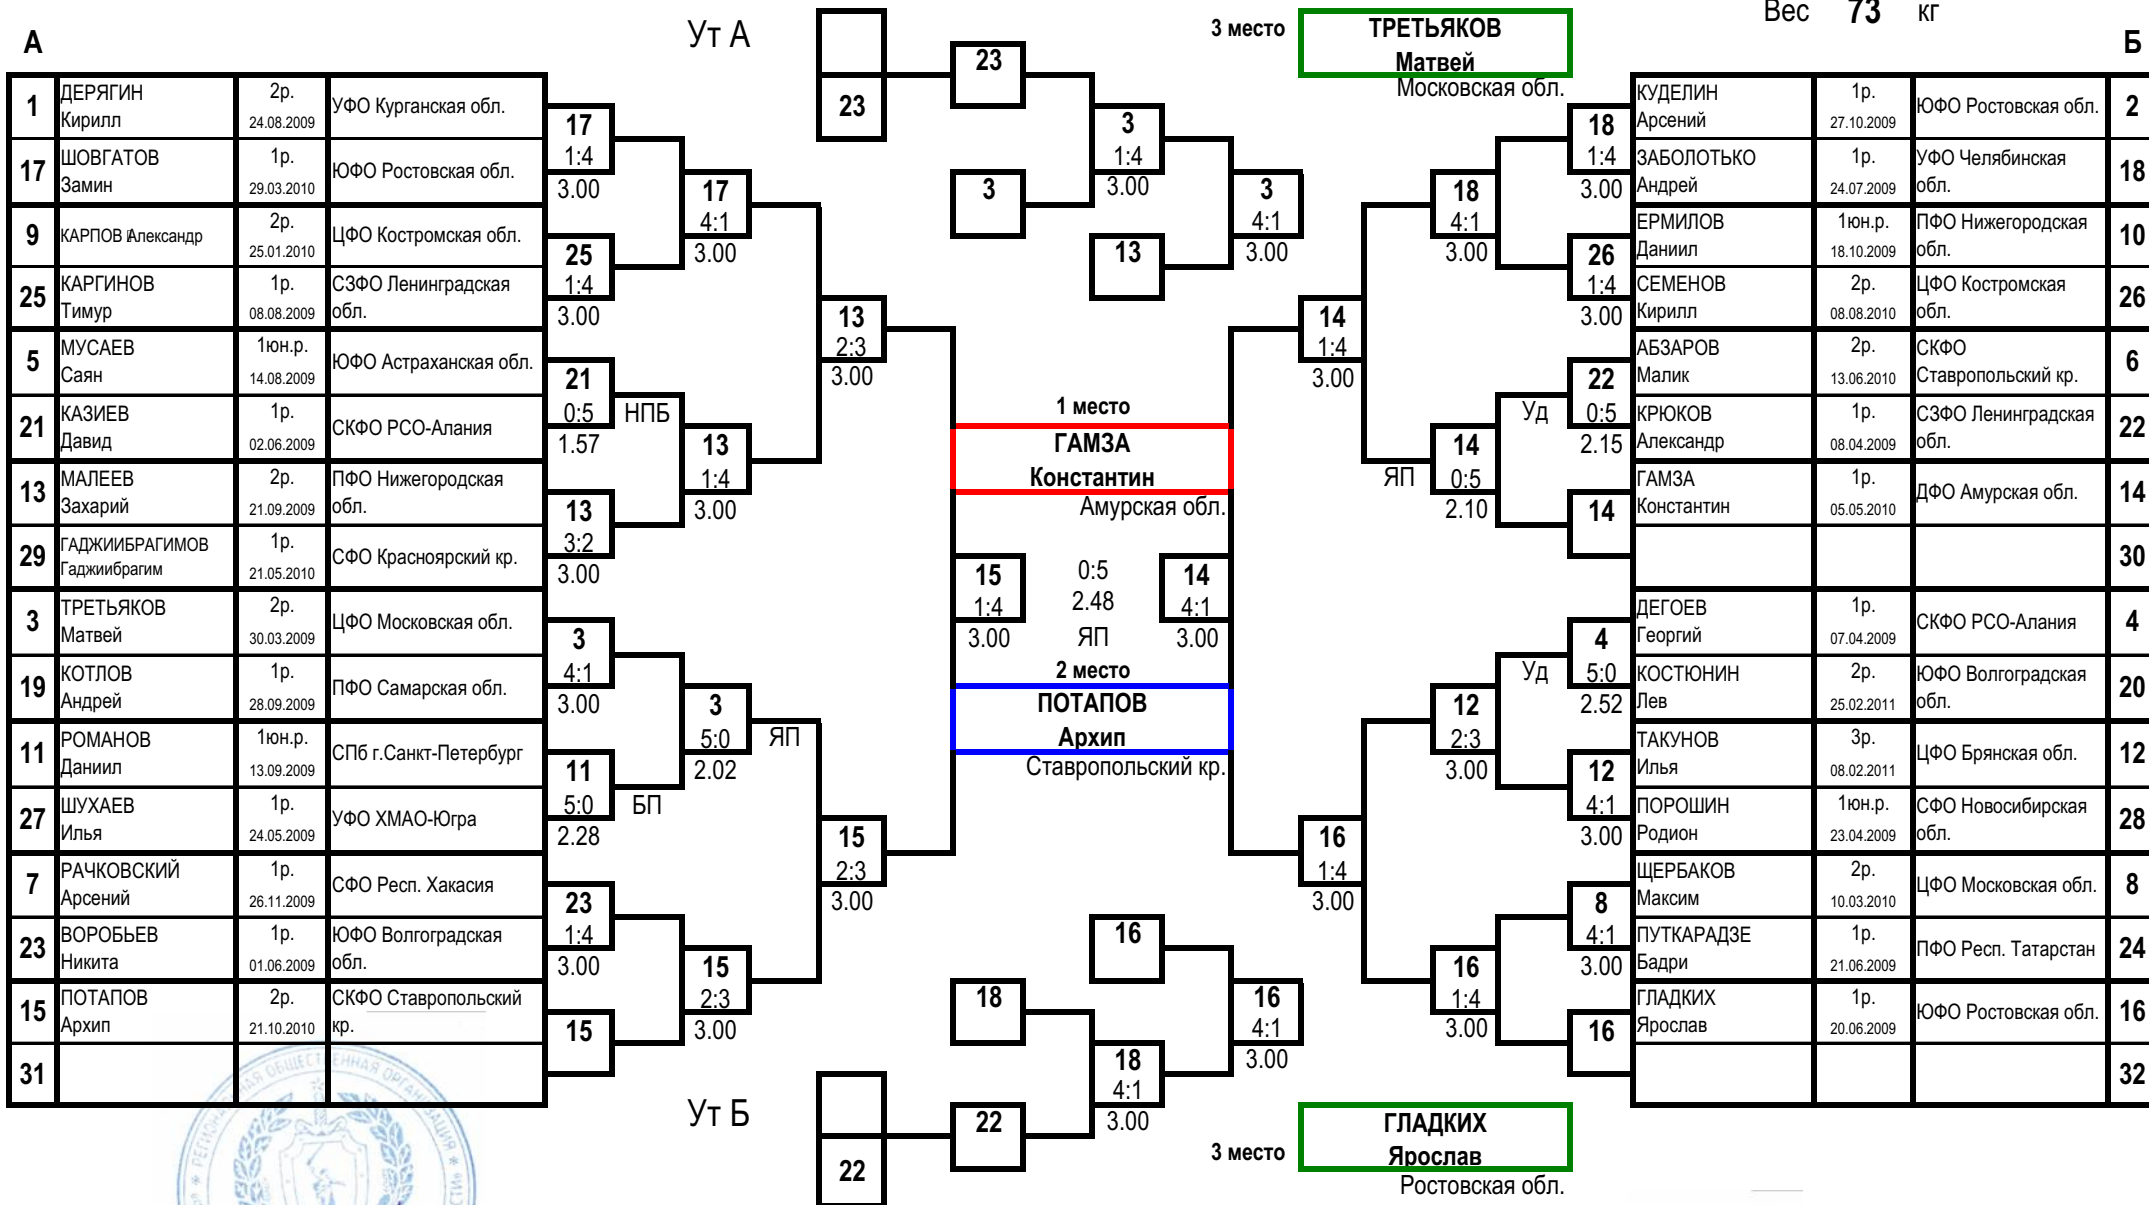 Вес 73 кг
А
Ут А
3 место
ТРЕТЬЯКОВ
Матвей
Московская обл.
Б
1 ДЕРЯГИН Кирилл 2р. 24.08.2009 УФО Курганская обл.
17 ШОВГАТОВ Замин 1р. 29.03.2010 ЮФО Ростовская обл.
9 КАРПОВ Александр 2р. 25.01.2010 ЦФО Костромская обл.
25 КАРГИНОВ Тимур 1р. 08.08.2009 СЗФО Ленинградская обл.
5 МУСАЕВ Саян 1юн.р. 14.08.2009 ЮФО Астраханская обл.
21 КАЗИЕВ Давид 1р. 02.06.2009 СКФО РСО-Алания
13 МАЛЕЕВ Захарий 2р. 21.09.2009 ПФО Нижегородская обл.
29 ГАДЖИИБРАГИМОВ Гаджиибрагим 1р. 21.05.2010 СФО Красноярский кр.
3 ТРЕТЬЯКОВ Матвей 2р. 30.03.2009 ЦФО Московская обл.
19 КОТЛОВ Андрей 1р. 28.09.2009 ПФО Самарская обл.
11 РОМАНОВ Даниил 1юн.р. 13.09.2009 СПб г.Санкт-Петербург
27 ШУХАЕВ Илья 1р. 24.05.2009 УФО ХМАО-Югра
7 РАЧКОВСКИЙ Арсений 1р. 26.11.2009 СФО Респ. Хакасия
23 ВОРОБЬЕВ Никита 1р. 01.06.2009 ЮФО Волгоградская обл.
15 ПОТАПОВ Архип 2р. 21.10.2010 СКФО Ставропольский кр.
31
17 1:4 3.00
25 1:4 3.00
21 0:5 1.57 НПБ
13 3:2 3.00
3 4:1 3.00
11 5:0 2.28 БП
23 1:4 3.00
15
17 4:1 3.00
13 1:4 3.00
3 5:0 2.02 ЯП
15 2:3 3.00
13 2:3 3.00
15 2:3 3.00
23
23
3
3 1:4 3.00
13
3 4:1 3.00
1 место
ГАМЗА
Константин
Амурская обл.
15 1:4 3.00
0:5
2.48
ЯП
14 4:1 3.00
2 место
ПОТАПОВ
Архип
Ставропольский кр.
14 1:4 3.00
16 1:4 3.00
18 4:1 3.00
ЯП 14 0:5 2.10
12 2:3 3.00
16 1:4 3.00
18 1:4 3.00
26 1:4 3.00
Уд 22 0:5 2.15
14
Уд 4 5:0 2.52
12 4:1 3.00
8 4:1 3.00
16
КУДЕЛИН Арсений 1р. 27.10.2009 ЮФО Ростовская обл. 2
ЗАБОЛОТЬКО Андрей 1р. 24.07.2009 УФО Челябинская обл. 18
ЕРМИЛОВ Даниил 1юн.р. 18.10.2009 ПФО Нижегородская обл. 10
СЕМЕНОВ Кирилл 2р. 08.08.2010 ЦФО Костромская обл. 26
АБЗАРОВ Малик 2р. 13.06.2010 СКФО Ставропольский кр. 6
КРЮКОВ Александр 1р. 08.04.2009 СЗФО Ленинградская обл. 22
ГАМЗА Константин 1р. 05.05.2010 ДФО Амурская обл. 14
30
ДЕГОЕВ Георгий 1р. 07.04.2009 СКФО РСО-Алания 4
КОСТЮНИН Лев 2р. 25.02.2011 ЮФО Волгоградская обл. 20
ТАКУНОВ Илья 3р. 08.02.2011 ЦФО Брянская обл. 12
ПОРОШИН Родион 1юн.р. 23.04.2009 СФО Новосибирская обл. 28
ЩЕРБАКОВ Максим 2р. 10.03.2010 ЦФО Московская обл. 8
ПУТКАРАДЗЕ Бадри 1р. 21.06.2009 ПФО Респ. Татарстан 24
ГЛАДКИХ Ярослав 1р. 20.06.2009 ЮФО Ростовская обл. 16
32
Ут Б
22
18
22
16
18 4:1 3.00
16 4:1 3.00
3 место
ГЛАДКИХ
Ярослав
Ростовская обл.